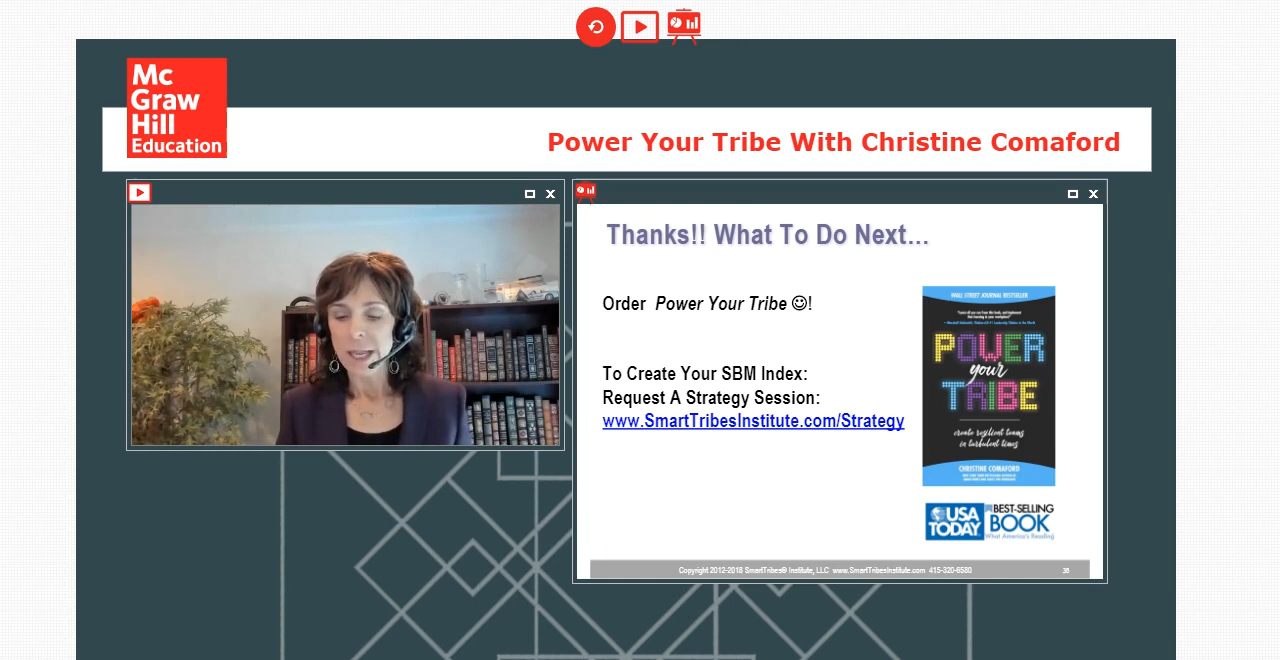 Mc
Graw
Hill
Education
Power Your Tribe With Christine Comaford
Thanks!! What To Do Next...
Order Power Your Tribe ☺!
To Create Your SBM Index:
Request A Strategy Session:
www.SmartTribesInstitute.com/Strategy
WALL STREET JOURNAL BESTSELLER
POWER
your
TRIBE
create resilient teams
in turbulent times
CHRISTINE COMAFORD
USA
TODAY
BEST-SELLING
BOOK
What America's Reading
Copyright 2012-2018 SmartTribes® Institute, LLC www.SmartTribesInstitute.com 415-320-6580